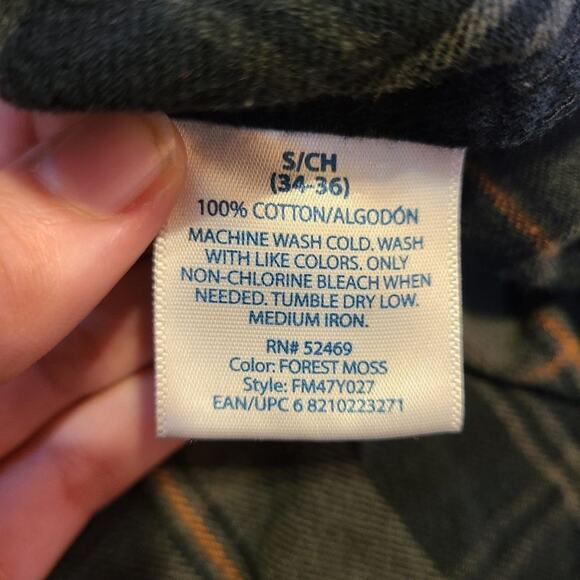 S/CH
(34-36)
100% COTTON/ALGODÓN
MACHINE WASH COLD. WASH
WITH LIKE COLORS. ONLY
NON-CHLORINE BLEACH WHEN
NEEDED. TUMBLE DRY LOW.
MEDIUM IRON.
RN# 52469
Color: FOREST MOSS
Style: FM47Y027
EAN/UPC 6 8210223271